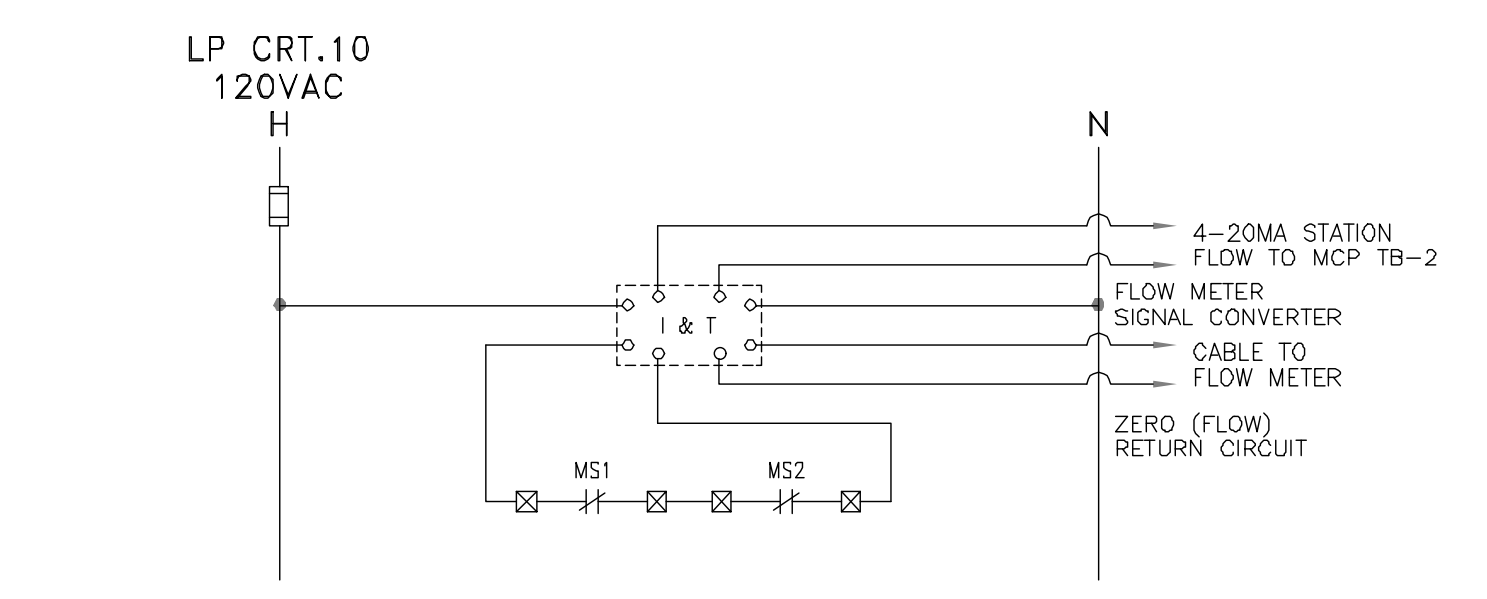 LP CRT.10
120VAC
H
N
4-20MA STATION
FLOW TO MCP TB-2
FLOW METER
SIGNAL CONVERTER
I & T
CABLE TO
FLOW METER
ZERO (FLOW)
RETURN CIRCUIT
MS1
MS2